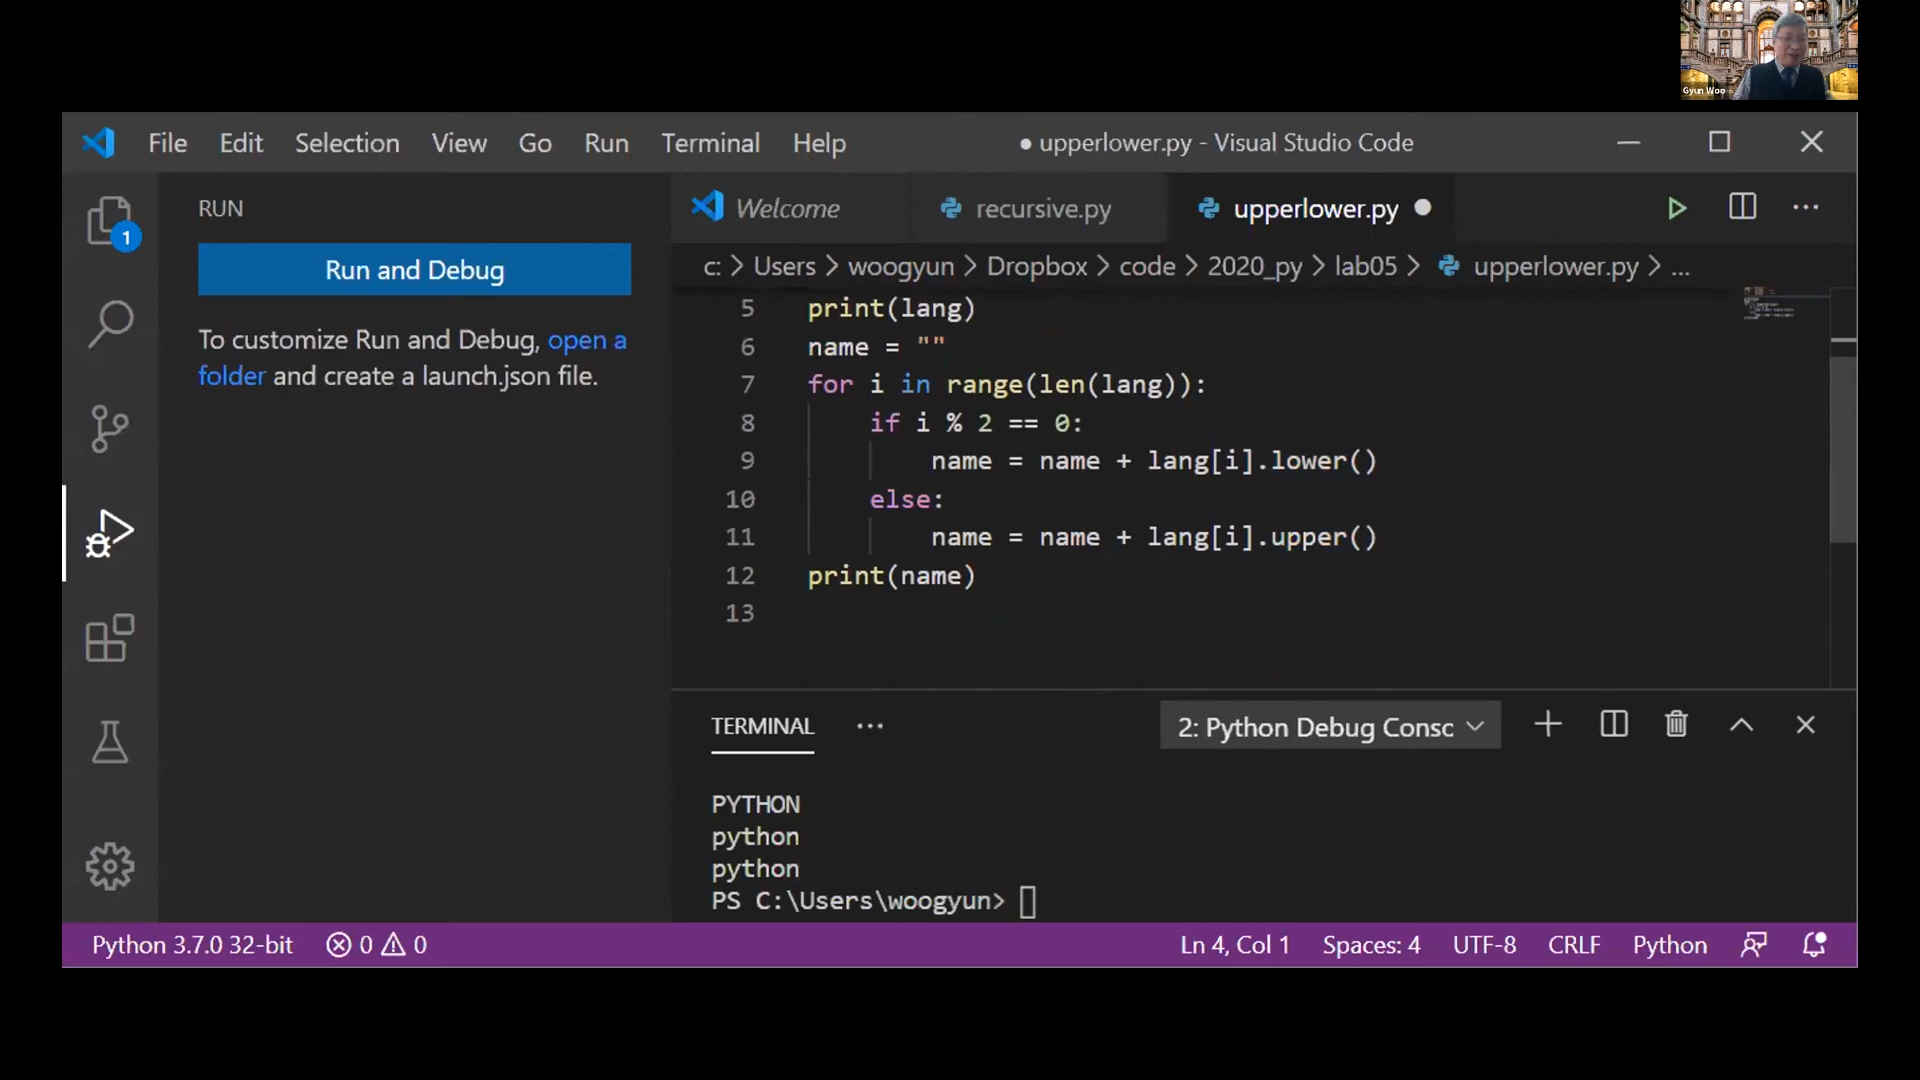 Gyun Woo
File Edit Selection View Go Run Terminal Help ● upperlower.py - Visual Studio Code
1
RUN
Run and Debug
To customize Run and Debug, open a
folder and create a launch.json file.
Welcome recursive.py upperlower.py ●
c: > Users > woogyun > Dropbox > code > 2020_py > lab05 > upperlower.py > ...
5 print(lang)
6 name = ""
7 for i in range(len(lang)):
8 if i % 2 == 0:
9 name = name + lang[i].lower()
10 else:
11 name = name + lang[i].upper()
12 print(name)
13
TERMINAL ··· 2: Python Debug Consc
PYTHON
python
python
PS C:\Users\woogyun>
Python 3.7.0 32-bit 0 0 Ln 4, Col 1 Spaces: 4 UTF-8 CRLF Python